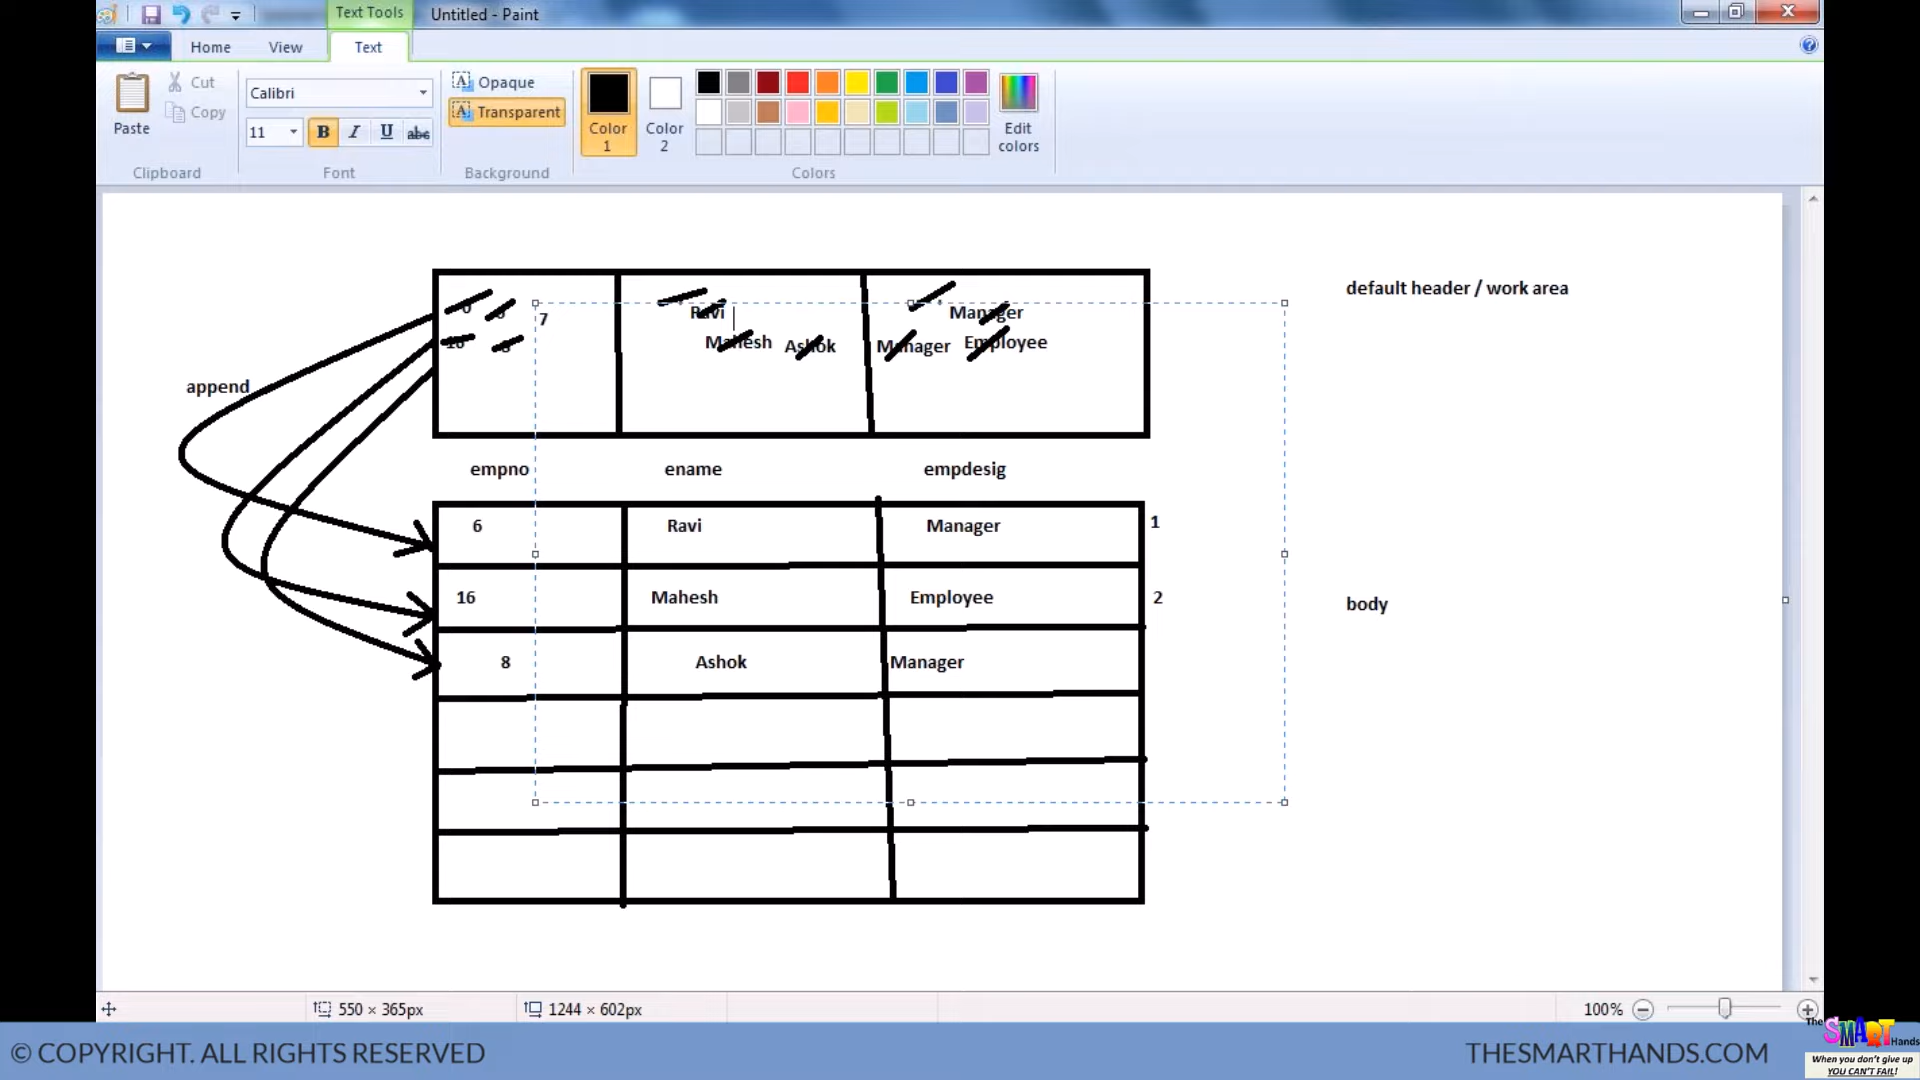 Text Tools
Untitled - Paint
Home
View
Text
Paste
Cut
Copy
Clipboard
Calibri
11
B
I
U
abc
Font
Opaque
Transparent
Background
Color
1
Color
2
Edit
colors
Colors
default header / work area
7
Ravi
Manager
Mahesh
Ashok
Manager
Employee
append
empno
ename
empdesig
6
Ravi
Manager
1
16
Mahesh
Employee
2
body
8
Ashok
Manager
550 × 365px
1244 × 602px
100%
© COPYRIGHT. ALL RIGHTS RESERVED
THESMARTHANDS.COM
The
SMART
Hands
When you don't give up
YOU CAN'T FAIL!